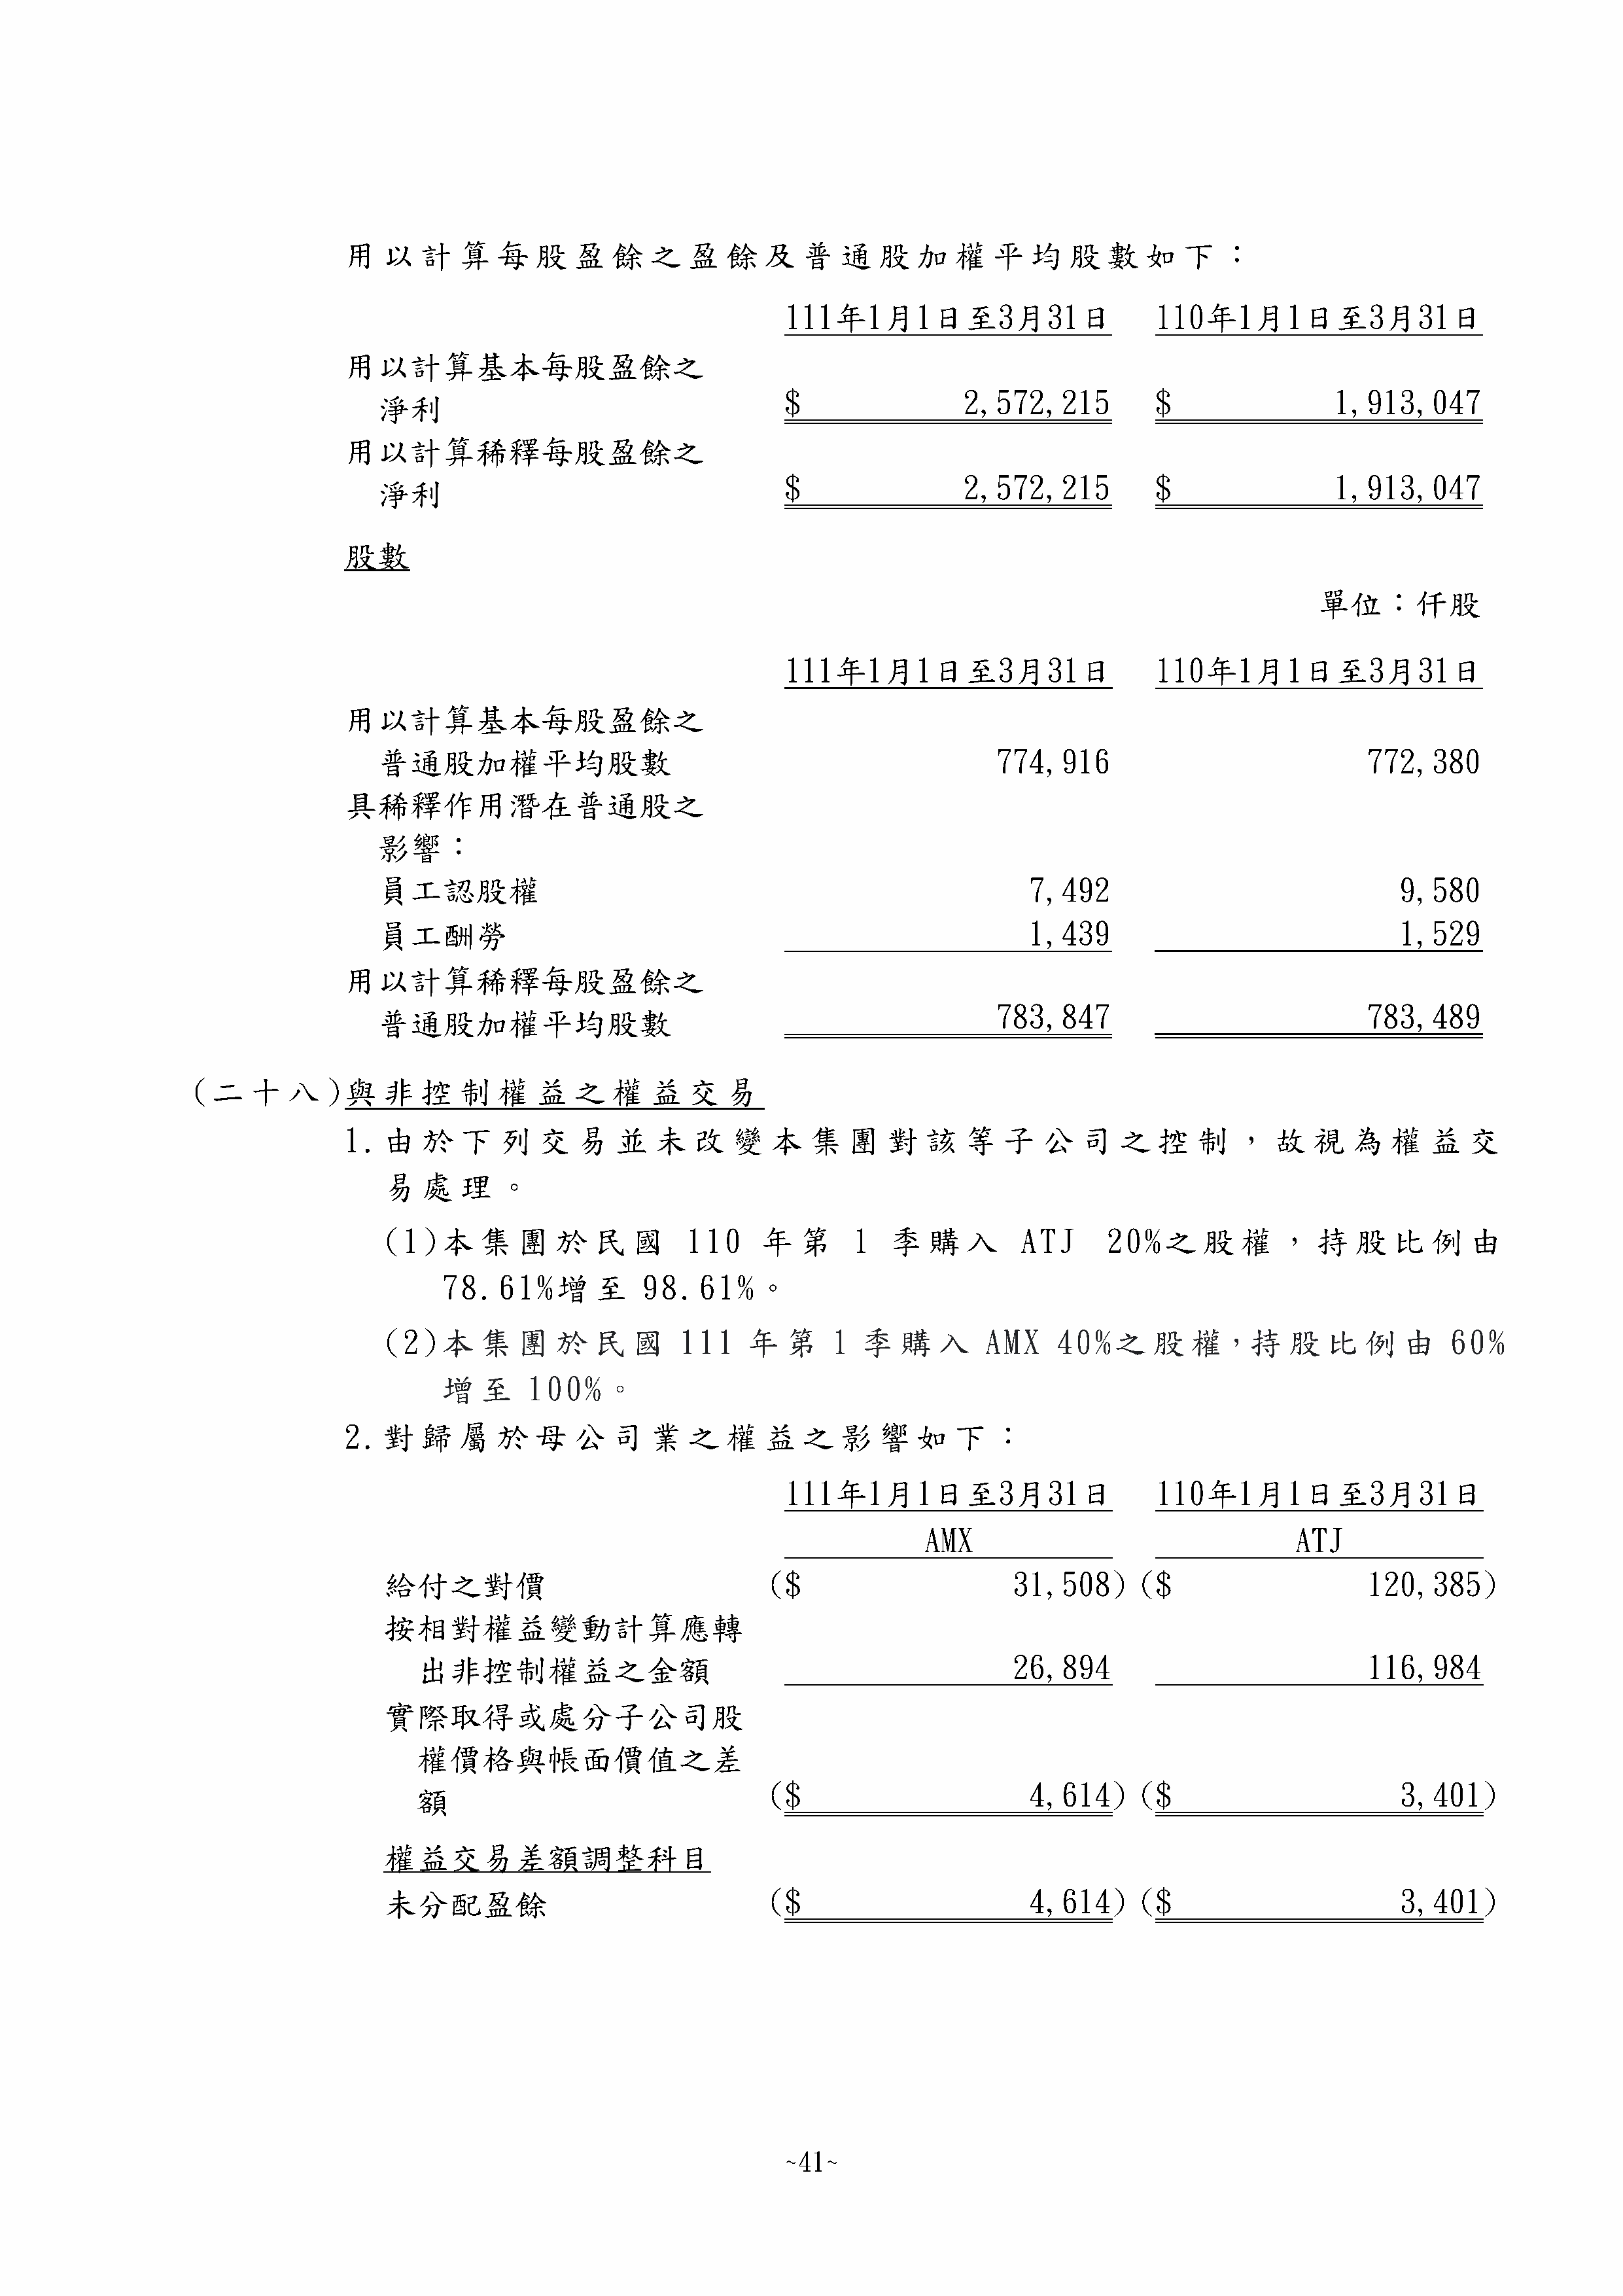 用以計算每股盈餘之盈餘及普通股加權平均股數如下：
111年1月1日至3月31日 110年1月1日至3月31日
用以計算基本每股盈餘之
淨利 $ 2,572,215 $ 1,913,047
用以計算稀釋每股盈餘之
淨利 $ 2,572,215 $ 1,913,047
股數
單位：仟股
111年1月1日至3月31日 110年1月1日至3月31日
用以計算基本每股盈餘之
普通股加權平均股數 774,916 772,380
具稀釋作用潛在普通股之
影響：
員工認股權 7,492 9,580
員工酬勞 1,439 1,529
用以計算稀釋每股盈餘之
普通股加權平均股數 783,847 783,489
(二十八)與非控制權益之權益交易
1.由於下列交易並未改變本集團對該等子公司之控制，故視為權益交
易處理。
(1)本集團於民國 110 年第 1 季購入 ATJ 20%之股權，持股比例由
78.61%增至 98.61%。
(2)本集團於民國 111 年第 1 季購入 AMX 40%之股權，持股比例由 60%
增至 100%。
2.對歸屬於母公司業之權益之影響如下：
111年1月1日至3月31日 110年1月1日至3月31日
AMX ATJ
給付之對價 ($ 31,508) ($ 120,385)
按相對權益變動計算應轉
出非控制權益之金額 26,894 116,984
實際取得或處分子公司股
權價格與帳面價值之差
額 ($ 4,614) ($ 3,401)
權益交易差額調整科目
未分配盈餘 ($ 4,614) ($ 3,401)
~41~